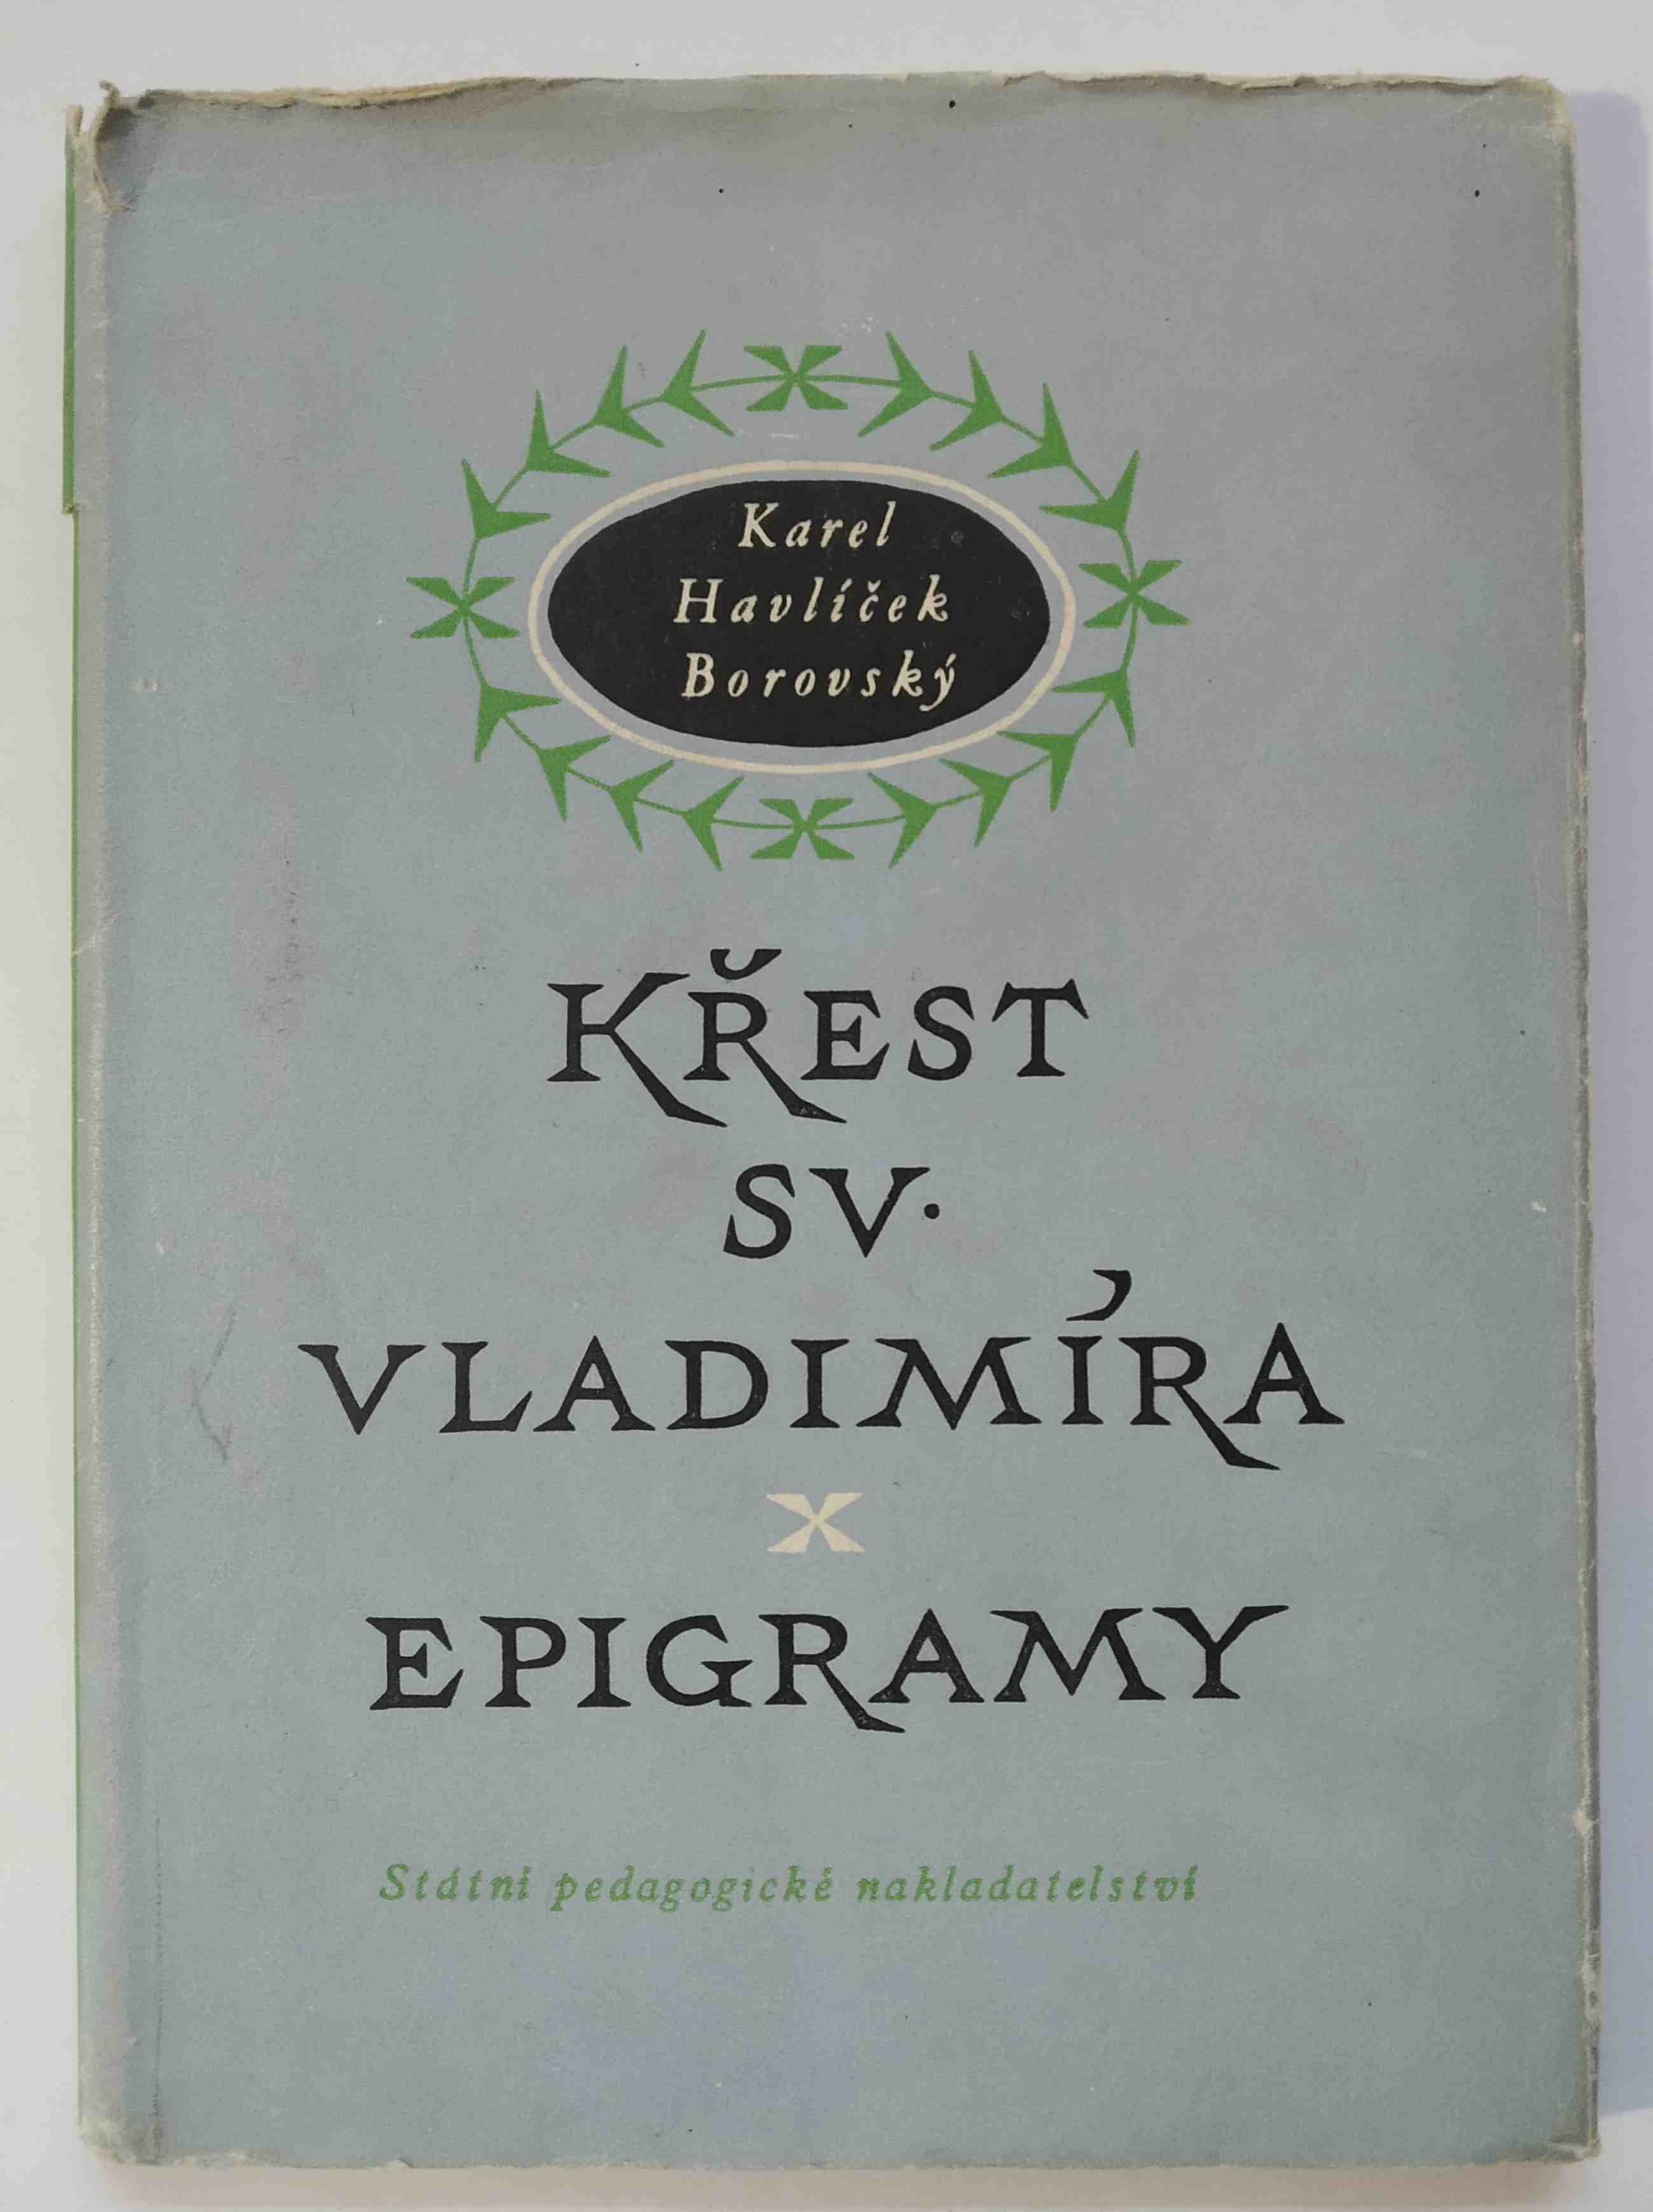 Karel
Havlíček
Borovský
KŘEST
SV.
VLADIMÍRA
EPIGRAMY
Státní pedagogické nakladatelství